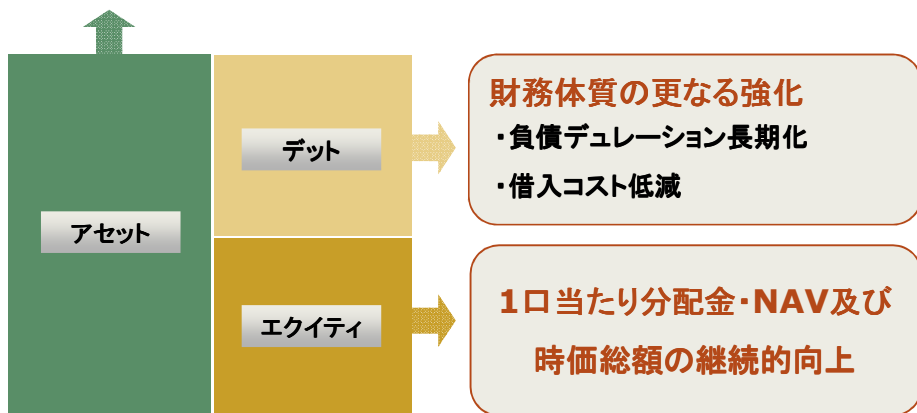 アセット
デット
財務体質の更なる強化
・負債デュレーション長期化
・借入コスト低減
エクイティ
1口当たり分配金・NAV及び
時価総額の継続的向上